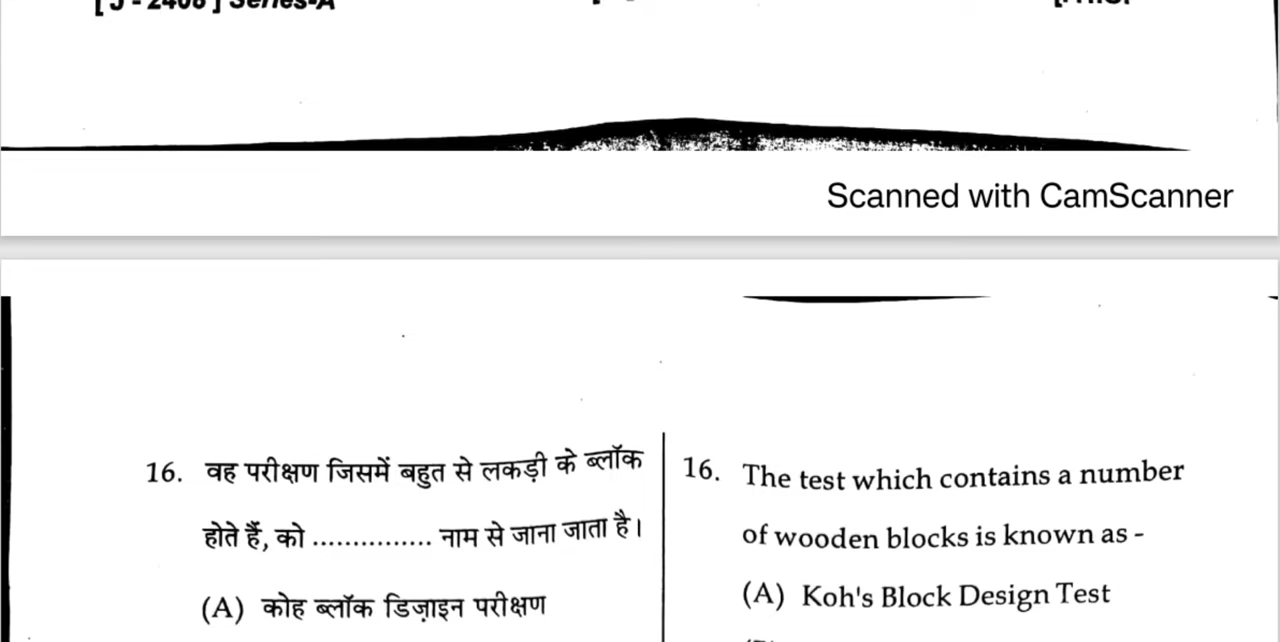 Scanned with CamScanner
16. वह परीक्षण जिसमें बहुत से लकड़ी के ब्लॉक
होते हैं, को ............... नाम से जाना जाता है।
(A) कोह ब्लॉक डिज़ाइन परीक्षण
16. The test which contains a number
of wooden blocks is known as -
(A) Koh's Block Design Test